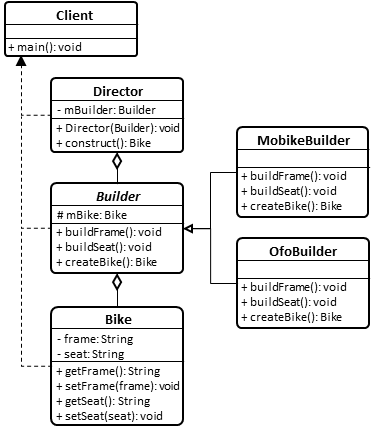 Client
+ main(): void
Director
- mBuilder: Builder
+ Director(Builder): void
+ construct(): Bike
Builder
# mBike: Bike
+ buildFrame(): void
+ buildSeat(): void
+ createBike(): Bike
MobikeBuilder
+ buildFrame(): void
+ buildSeat(): void
+ createBike(): Bike
OfoBuilder
+ buildFrame(): void
+ buildSeat(): void
+ createBike(): Bike
Bike
- frame: String
- seat: String
+ getFrame(): String
+ setFrame(frame): void
+ getSeat(): String
+ setSeat(seat): void